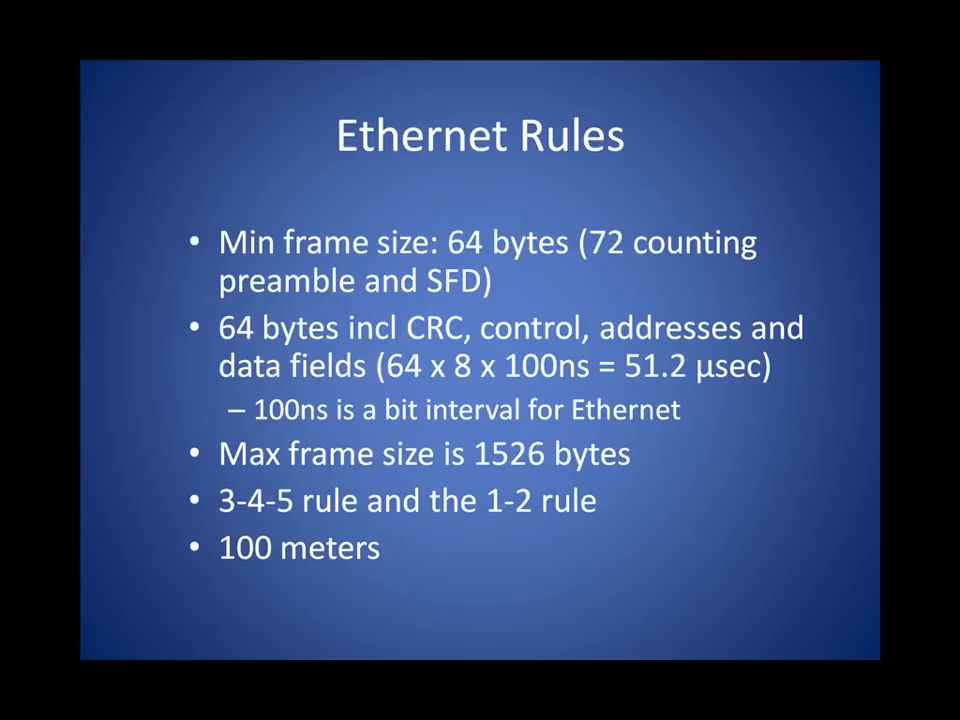 Ethernet Rules
• Min frame size: 64 bytes (72 counting
preamble and SFD)
• 64 bytes incl CRC, control, addresses and
data fields (64 x 8 x 100ns = 51.2 µsec)
– 100ns is a bit interval for Ethernet
• Max frame size is 1526 bytes
• 3-4-5 rule and the 1-2 rule
• 100 meters